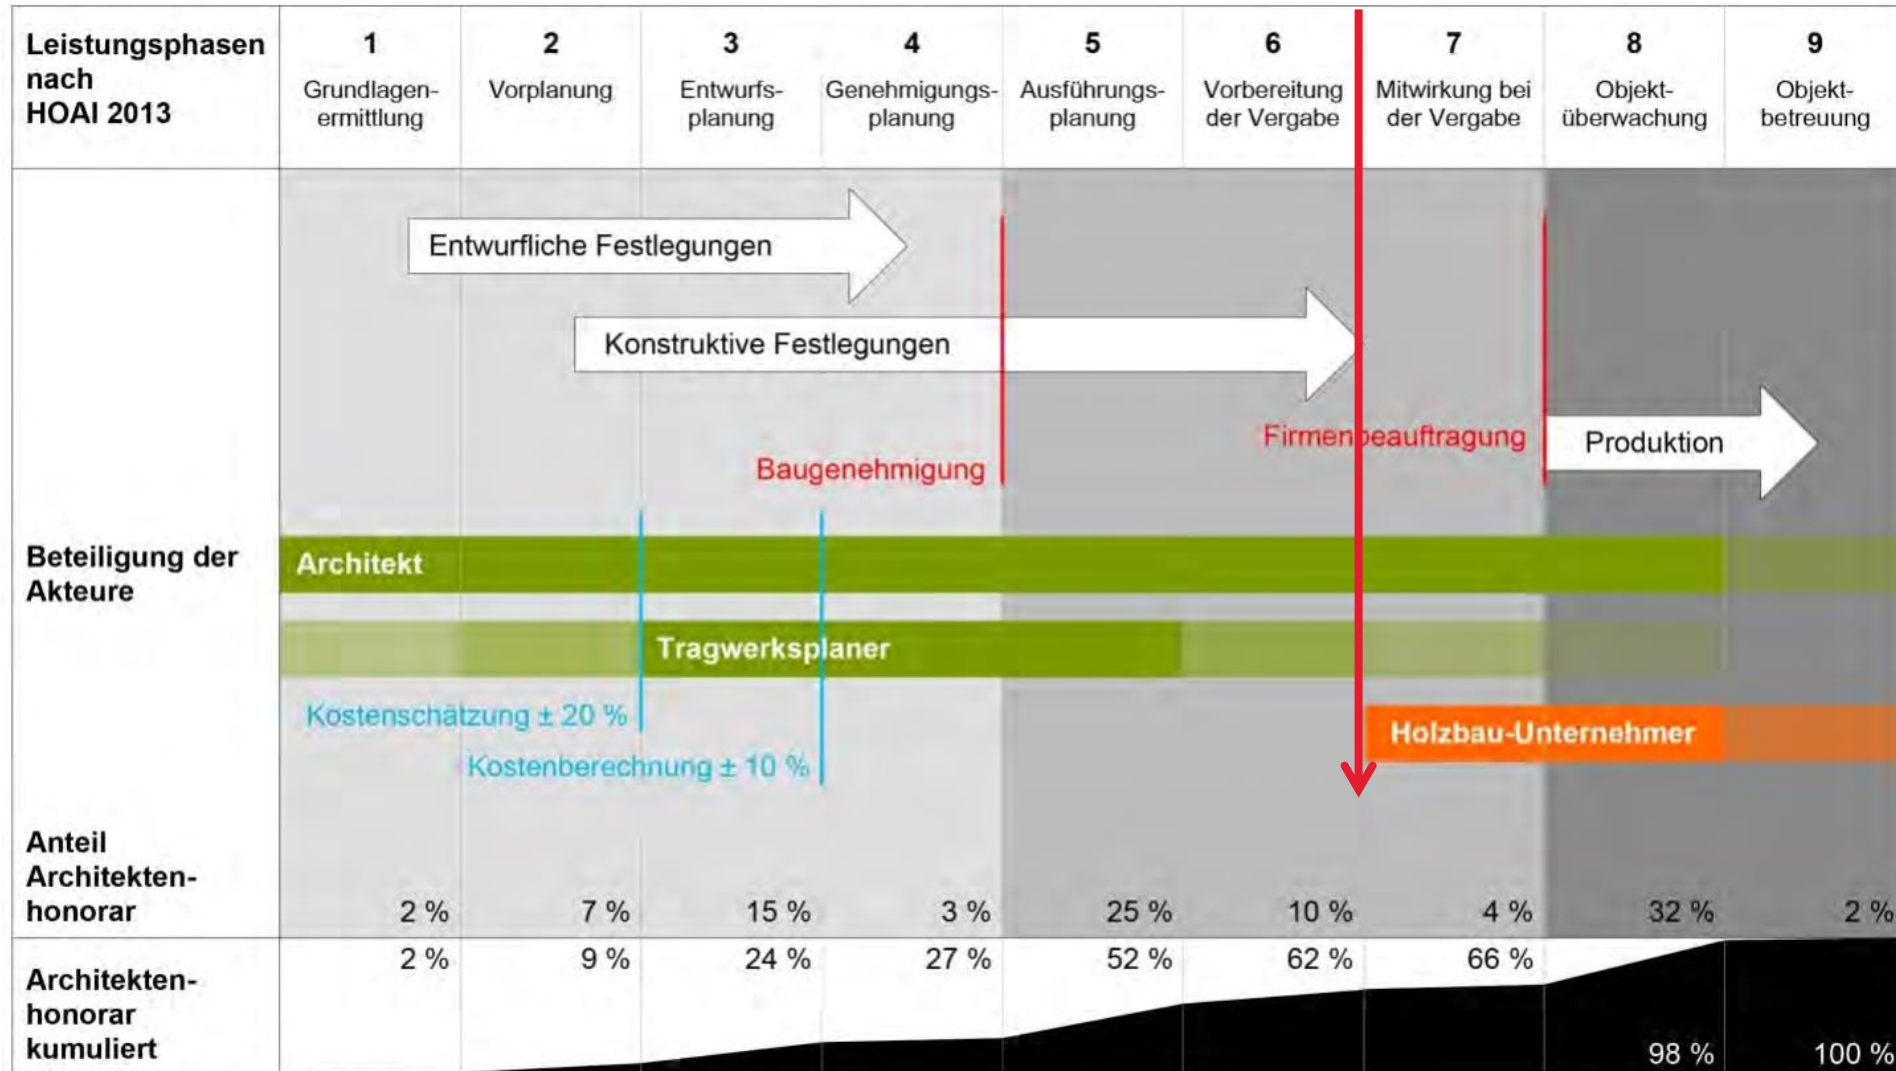 Leistungsphasen
nach
HOAI 2013
1
Grundlagen-
ermittlung
2
Vorplanung
3
Entwurfs-
planung
4
Genehmigungs-
planung
5
Ausführungs-
planung
6
Vorbereitung
der Vergabe
7
Mitwirkung bei
der Vergabe
8
Objekt-
überwachung
9
Objekt-
betreuung
Entwurfliche Festlegungen
Konstruktive Festlegungen
Firmenbeauftragung
Produktion
Baugenehmigung
Beteiligung der
Akteure
Architekt
Tragwerksplaner
Kostenschätzung ± 20 %
Holzbau-Unternehmer
Kostenberechnung ± 10 %
Anteil
Architekten-
honorar
2 % 7 % 15 % 3 % 25 % 10 % 4 % 32 % 2 %
Architekten-
honorar
kumuliert
2 % 9 % 24 % 27 % 52 % 62 % 66 %
98 % 100 %